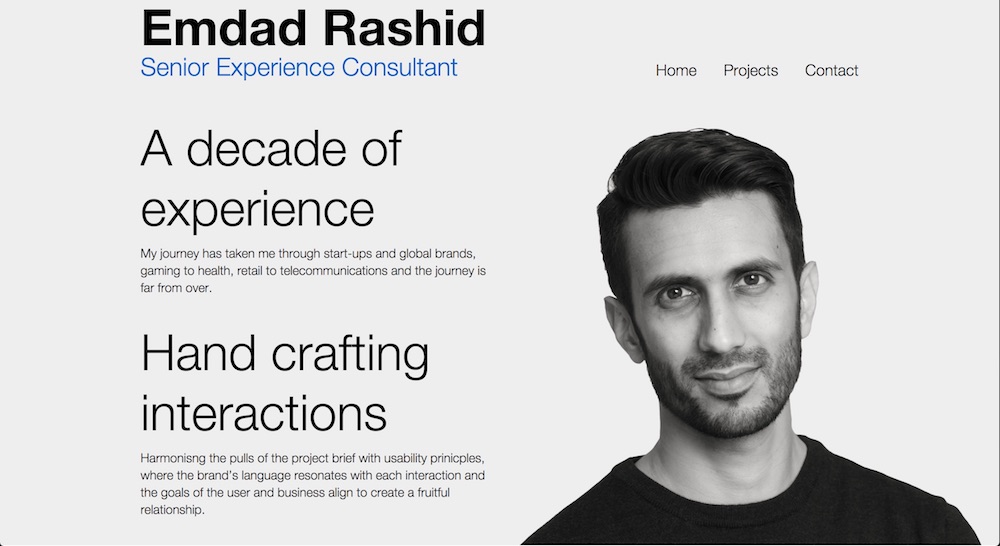 Emdad Rashid
Senior Experience Consultant
Home Projects Contact
A decade of
experience
My journey has taken me through start-ups and global brands,
gaming to health, retail to telecommunications and the journey is
far from over.
Hand crafting
interactions
Harmonisng the pulls of the project brief with usability prinicples,
where the brand's language resonates with each interaction and
the goals of the user and business align to create a fruitful
relationship.